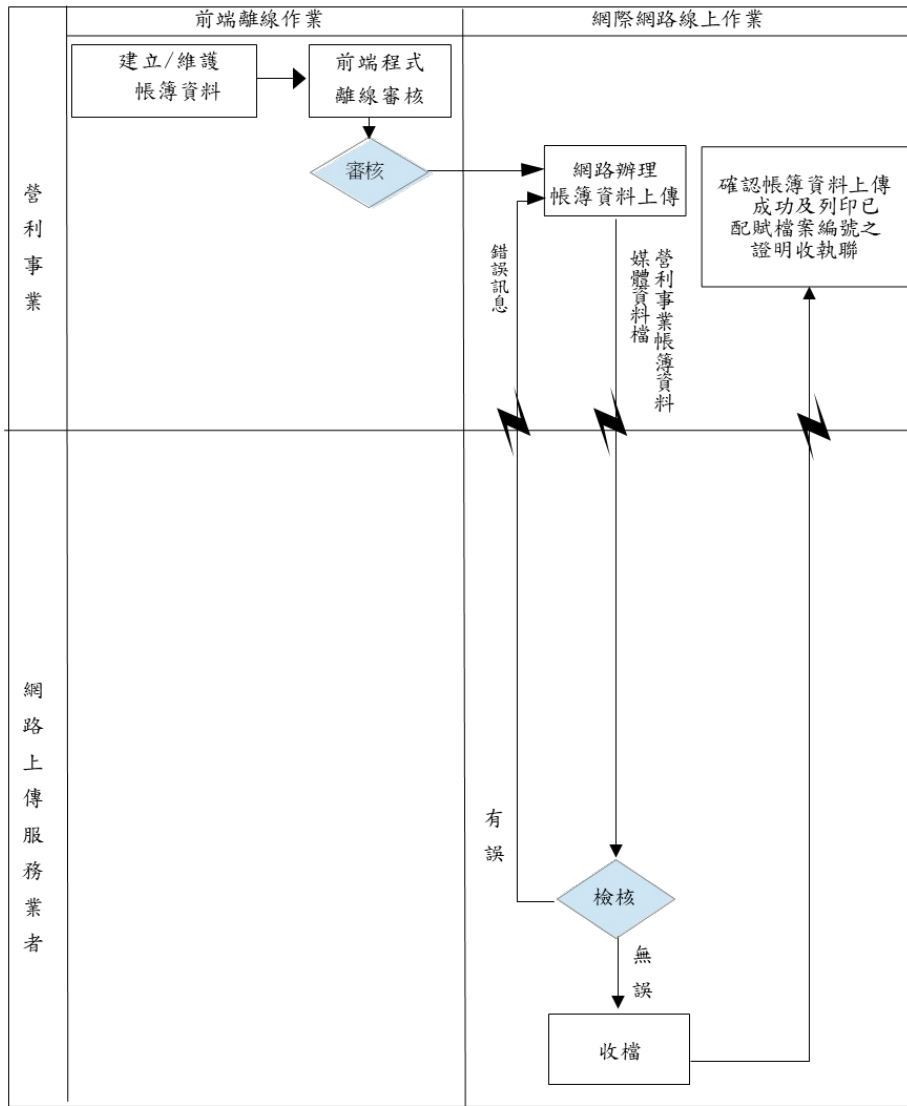 前端離線作業
網際網路線上作業
建立/維護
帳簿資料
前端程式
離線審核
審核
網路辦理
帳簿資料上傳
確認帳簿資料上傳
成功及列印已
配賦檔案編號之
證明收執聯
營利事業
錯誤訊息
營利事業帳簿資料
媒體資料檔
網路上傳服務業者
有誤
檢核
無誤
收檔